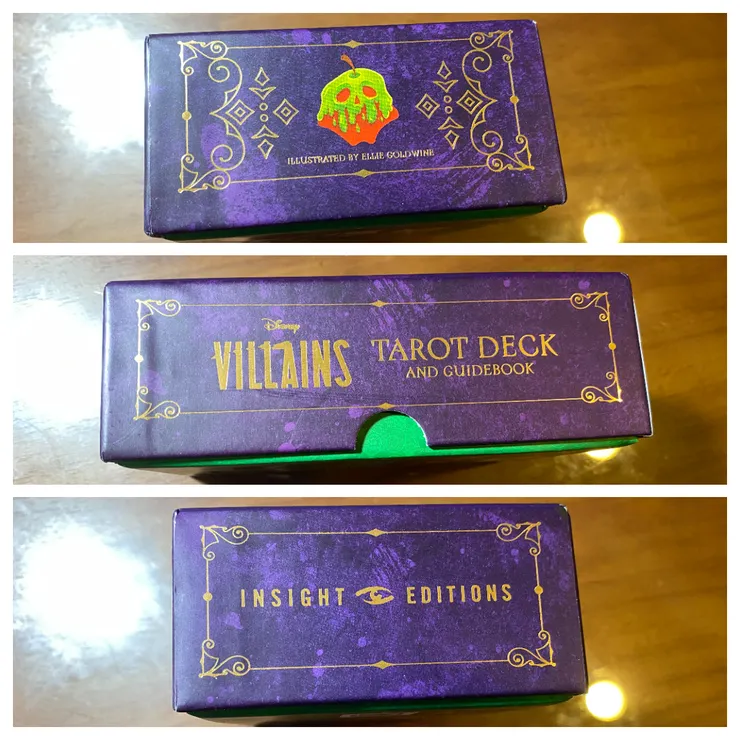 ILLUSTRATED BY ELLIE GOLDWINE
Disney
VILLAINS
TAROT DECK
AND GUIDEBOOK
INSIGHT EDITIONS